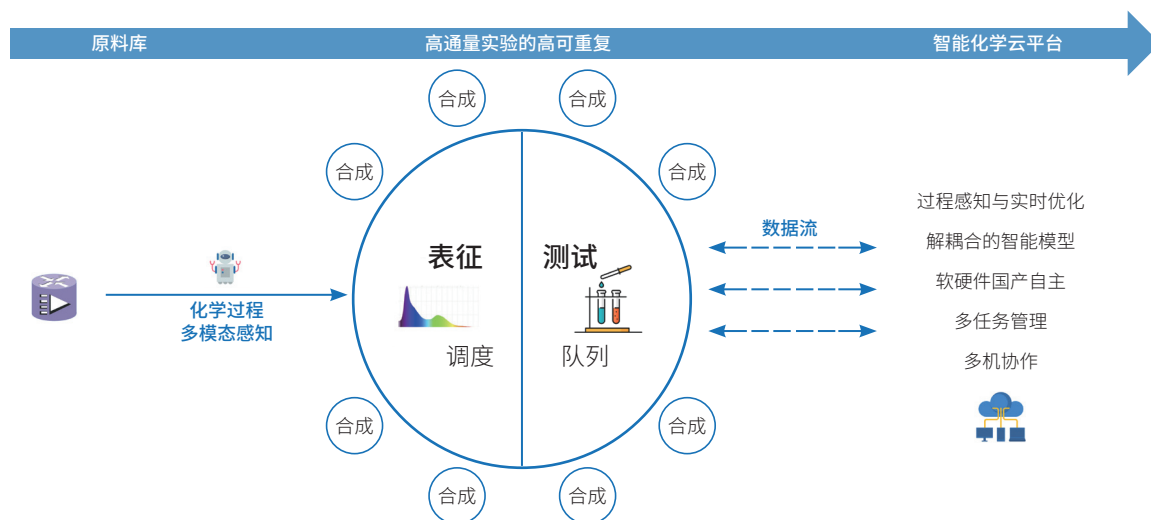 原料库
高通量实验的高可重复
智能化学云平台
合成
合成
合成
合成
表征
测试
调度
队列
化学过程
多模态感知
数据流
过程感知与实时优化
解耦合的智能模型
软硬件国产自主
多任务管理
多机协作
合成
合成
合成
合成